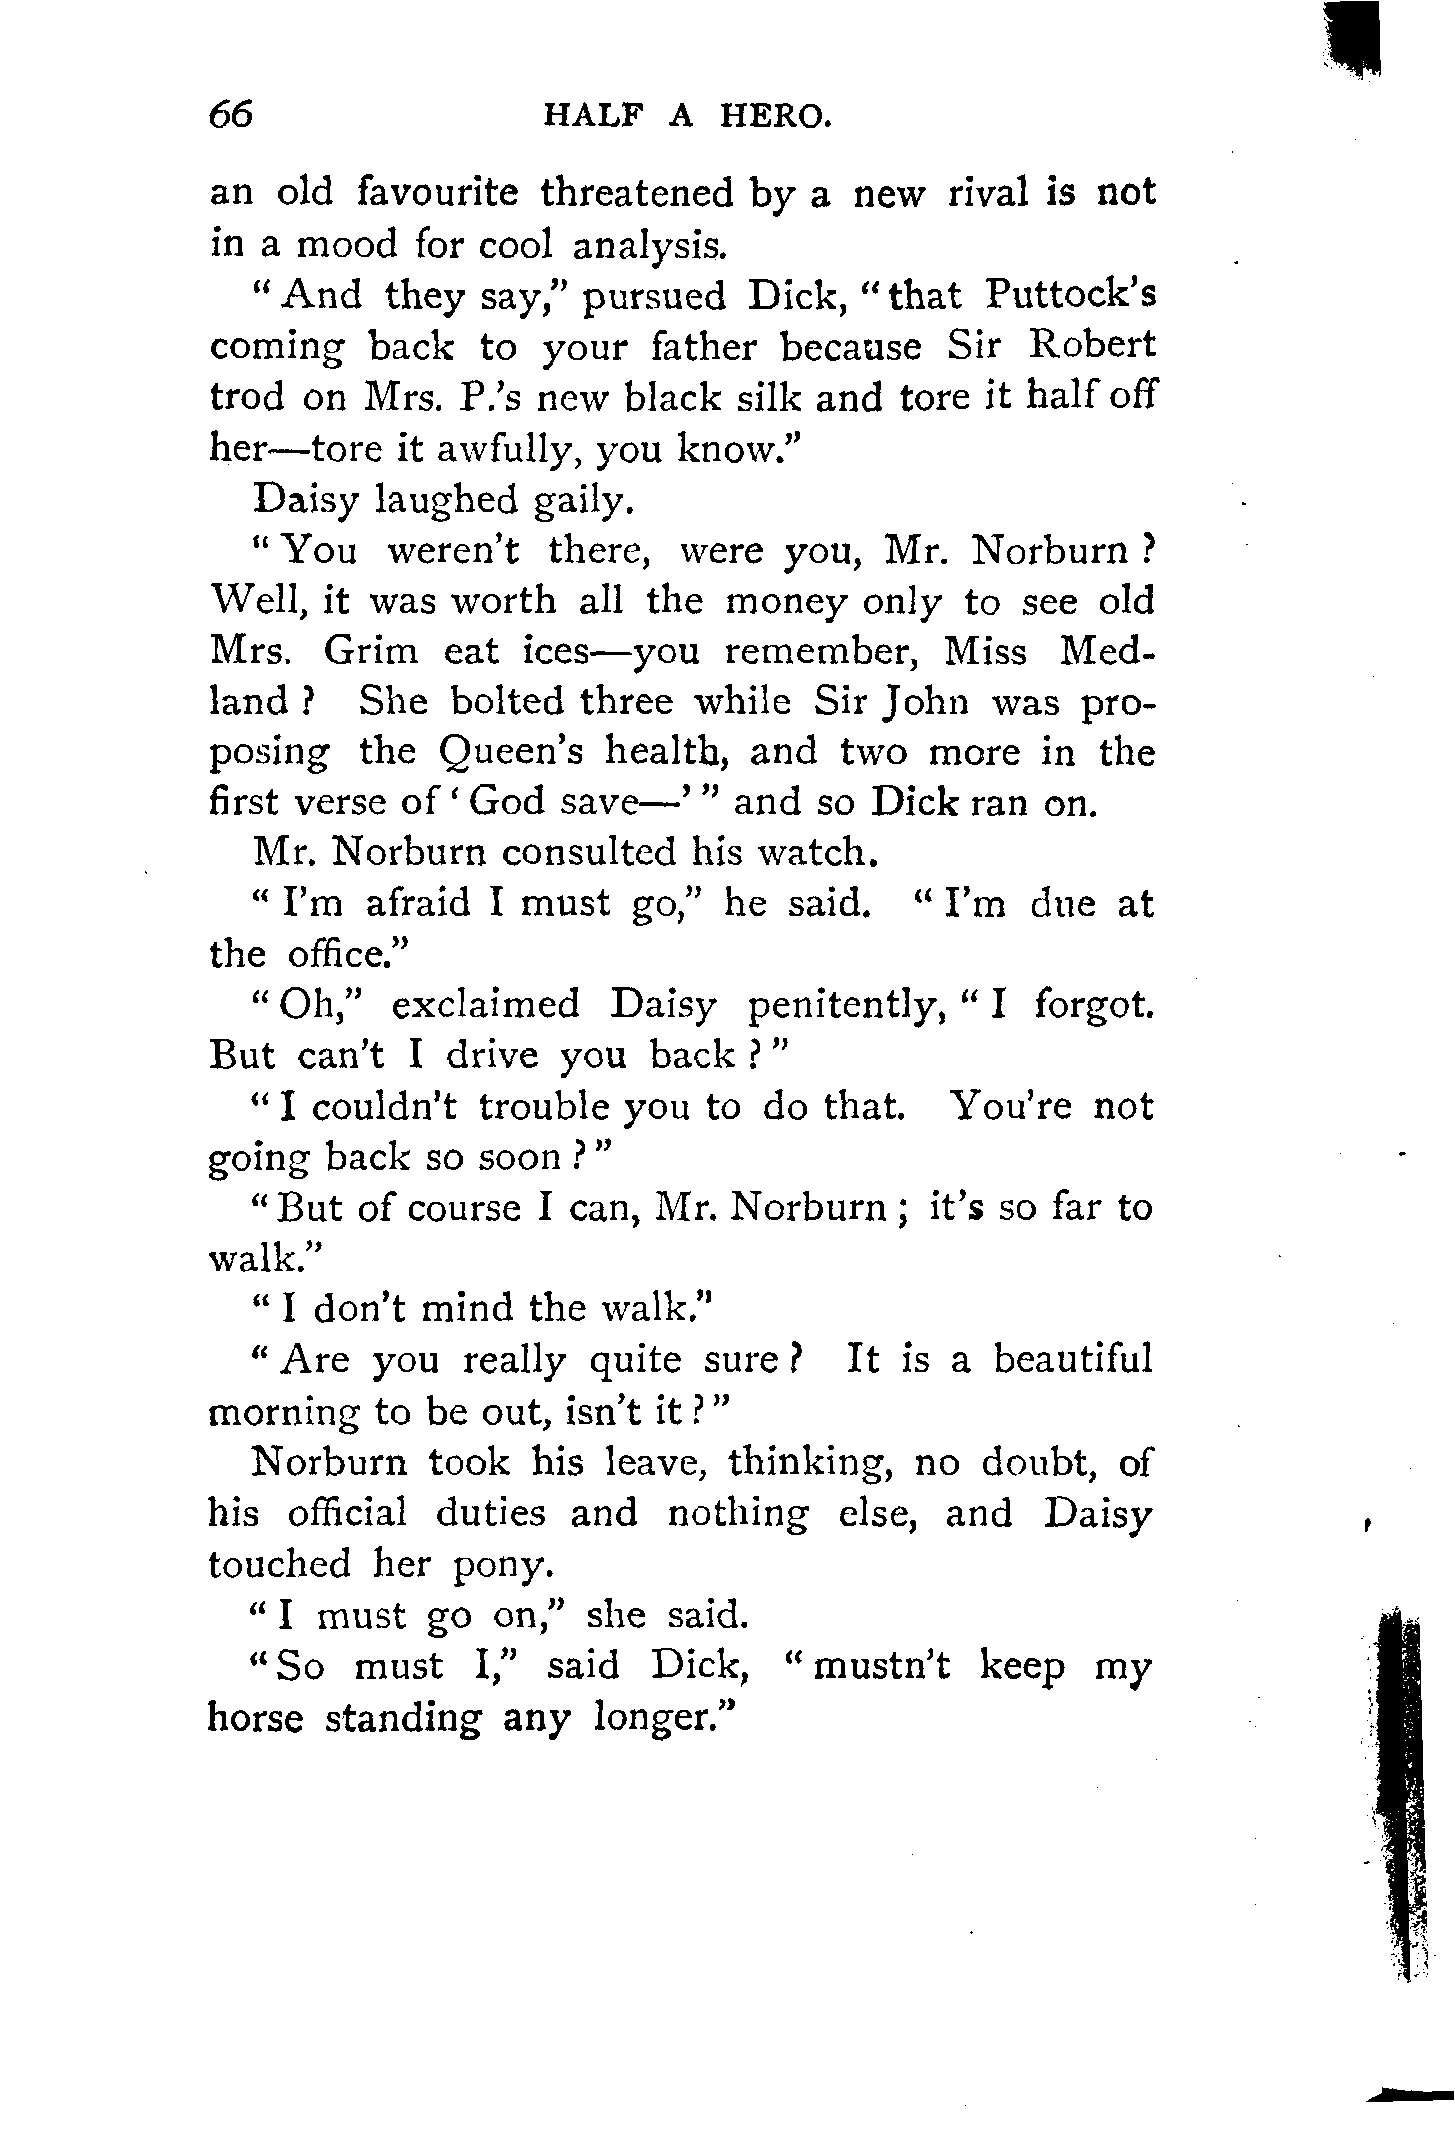 66 HALF A HERO.
an old favourite threatened by a new rival is not
in a mood for cool analysis.
“ And they say,” pursued Dick, “ that Puttock’s
coming back to your father because Sir Robert
trod on Mrs. P.’s new black silk and tore it half off
her—tore it awfully, you know.”
Daisy laughed gaily.
“ You weren’t there, were you, Mr. Norburn ?
Well, it was worth all the money only to see old
Mrs. Grim eat ices—you remember, Miss Med-
land ? She bolted three while Sir John was pro-
posing the Queen’s health, and two more in the
first verse of ‘ God save—’ ” and so Dick ran on.
Mr. Norburn consulted his watch.
“ I’m afraid I must go,” he said. “ I’m due at
the office.”
“ Oh,” exclaimed Daisy penitently, “ I forgot.
But can’t I drive you back ? ”
“ I couldn’t trouble you to do that. You’re not
going back so soon ? ”
“ But of course I can, Mr. Norburn ; it’s so far to
walk.”
“ I don’t mind the walk.”
“ Are you really quite sure ? It is a beautiful
morning to be out, isn’t it ? ”
Norburn took his leave, thinking, no doubt, of
his official duties and nothing else, and Daisy
touched her pony.
“ I must go on,” she said.
“ So must I,” said Dick, “ mustn’t keep my
horse standing any longer.”